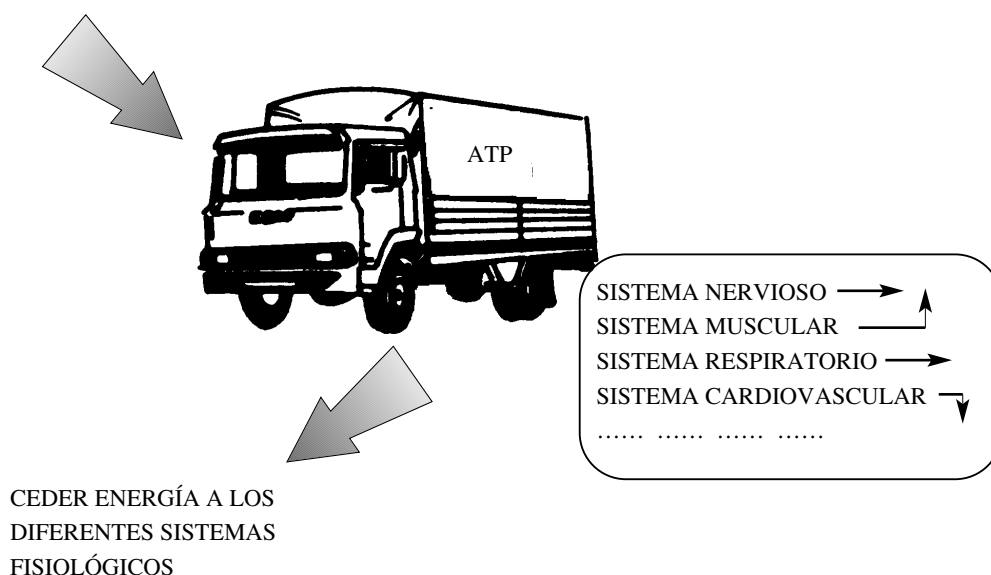 ATP
SISTEMA NERVIOSO
SISTEMA MUSCULAR
SISTEMA RESPIRATORIO
SISTEMA CARDIOVASCULAR
...... ...... ...... ......
CEDER ENERGÍA A LOS
DIFERENTES SISTEMAS
FISIOLÓGICOS